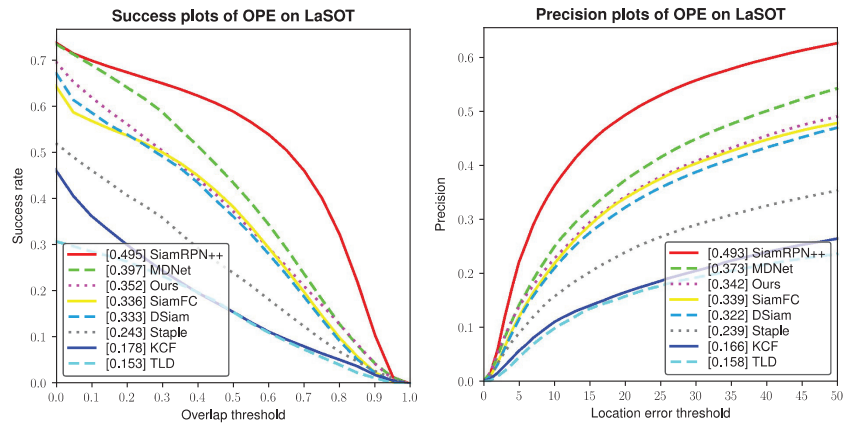 Success plots of OPE on LaSOT
0.7
0.6
0.5
0.4
0.3
0.2
0.1
0.0
Success rate
[0.495] SiamRPN++
[0.397] MDNet
[0.352] Ours
[0.336] SiamFC
[0.333] DSiam
[0.243] Staple
[0.178] KCF
[0.153] TLD
0.0 0.1 0.2 0.3 0.4 0.5 0.6 0.7 0.8 0.9 1.0
Overlap threshold
Precision plots of OPE on LaSOT
0.6
0.5
0.4
0.3
0.2
0.1
0.0
Precision
[0.493] SiamRPN++
[0.373] MDNet
[0.342] Ours
[0.339] SiamFC
[0.322] DSiam
[0.239] Staple
[0.166] KCF
[0.158] TLD
0 5 10 15 20 25 30 35 40 45 50
Location error threshold